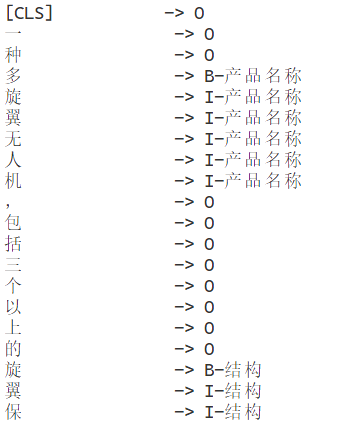 [CLS] -> O
一 -> O
种 -> O
多 -> B-产品名称
旋 -> I-产品名称
翼 -> I-产品名称
无 -> I-产品名称
人 -> I-产品名称
机 -> I-产品名称
， -> O
包 -> O
括 -> O
三 -> O
个 -> O
以 -> O
上 -> O
的 -> O
旋 -> B-结构
翼 -> I-结构
保 -> I-结构